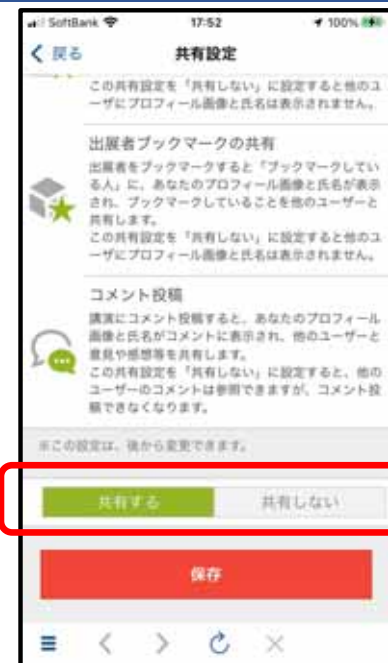 SoftBank 17:52 100%
戻る 共有設定
この共有設定を「共有しない」に設定すると他のユ
ーザにプロフィール画像と氏名は表示されません。
出展者ブックマークの共有
出展者をブックマークすると「ブックマークしてい
る人」に、あなたのプロフィール画像と氏名が表示
され、ブックマークしていることを他のユーザーと
共有します。
この共有設定を「共有しない」に設定すると他のユ
ーザにプロフィール画像と氏名は表示されません。
コメント投稿
講演にコメント投稿すると、あなたのプロフィール
画像と氏名がコメントに表示され、他のユーザーと
意見や感想等を共有します。
この共有設定を「共有しない」に設定すると、他の
ユーザーのコメントは参照できますが、コメント投
稿できなくなります。
※この設定は、後から変更できます。
共有する 共有しない
保存